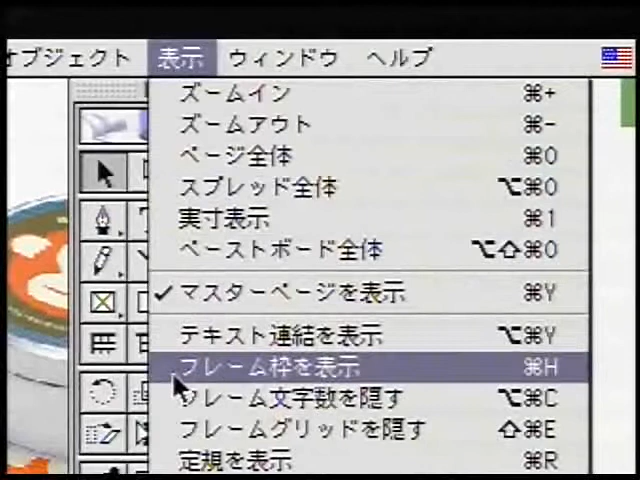 オブジェクト 表示 ウィンドウ ヘルプ
ズームイン ⌘+
ズームアウト ⌘-
ページ全体 ⌘0
スプレッド全体 ⌥⌘0
実寸表示 ⌘1
ペーストボード全体 ⌥⇧⌘0
✓マスターページを表示 ⌘Y
テキスト連結を表示 ⌥⌘Y
フレーム枠を表示 ⌘H
フレーム文字数を隠す ⌥⌘C
フレームグリッドを隠す ⇧⌘E
定規を表示 ⌘R